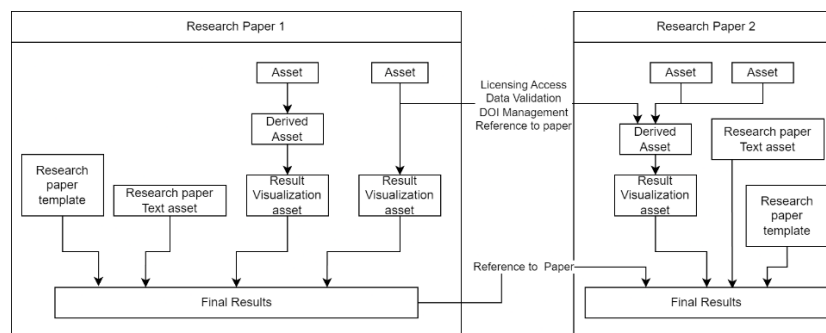 Research Paper 1
Research Paper 2
Asset
Asset
Licensing Access
Data Validation
DOI Management
Reference to paper
Asset
Asset
Derived
Asset
Derived
Asset
Research paper
Text asset
Research
paper
template
Research paper
Text asset
Result
Visualization
asset
Result
Visualization
asset
Result
Visualization
asset
Research
paper
template
Reference to Paper
Final Results
Final Results